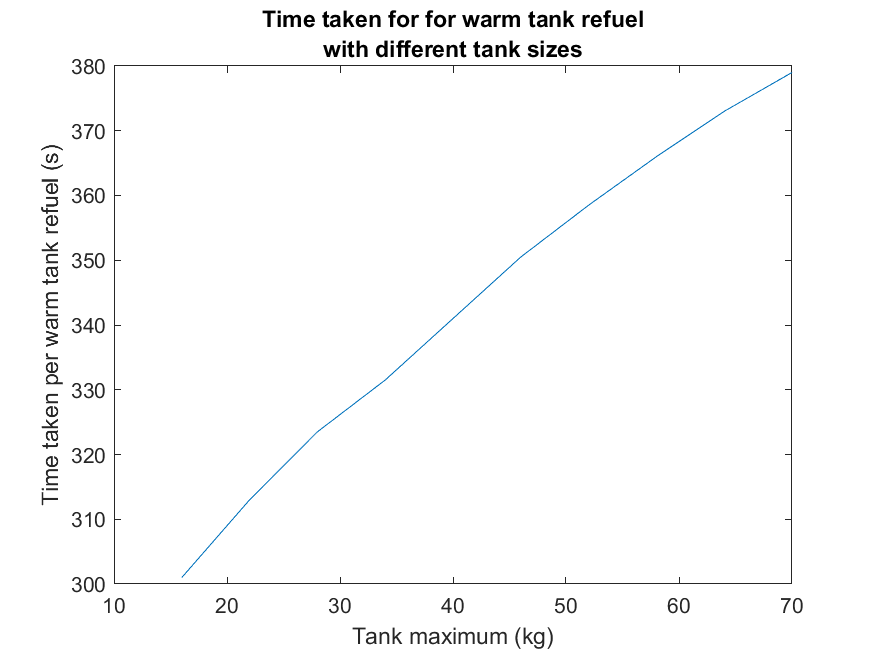 Time taken for for warm tank refuel
with different tank sizes
380
370
360
350
340
330
320
310
300
Time taken per warm tank refuel (s)
10 20 30 40 50 60 70
Tank maximum (kg)